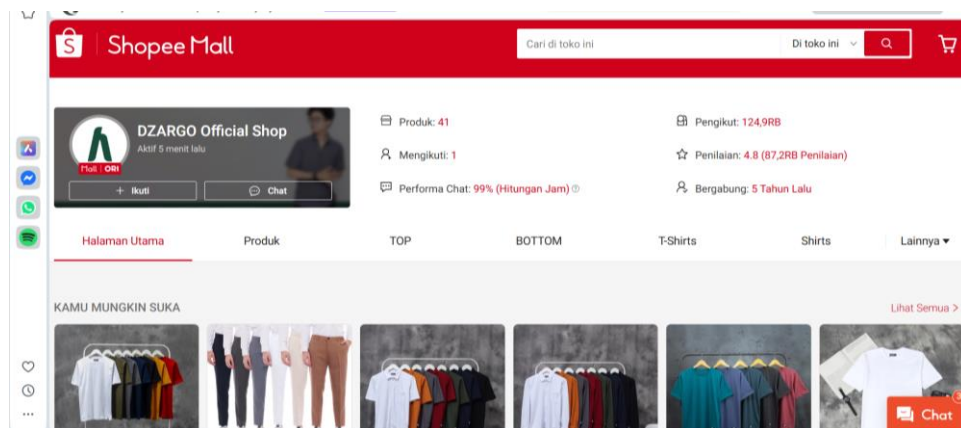 Shopee Mall
Cari di toko ini
Di toko ini
DZARGO Official Shop
Aktif 5 menit lalu
Mall | ORI
+ Ikuti
Chat
Produk: 41
Pengikut: 124,9RB
Mengikuti: 1
Penilaian: 4.8 (87,2RB Penilaian)
Performa Chat: 99% (Hitungan Jam)
Bergabung: 5 Tahun Lalu
Halaman Utama
Produk
TOP
BOTTOM
T-Shirts
Shirts
Lainnya
KAMU MUNGKIN SUKA
Lihat Semua >
Chat